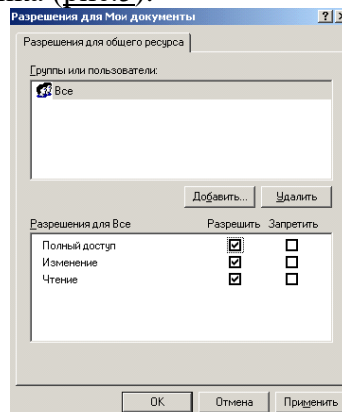 Разрешения для Мои документы
Разрешения для общего ресурса
Группы или пользователи:
Все
Добавить... Удалить
Разрешения для Все Разрешить Запретить
Полный доступ
Изменение
Чтение
OK Отмена Применить